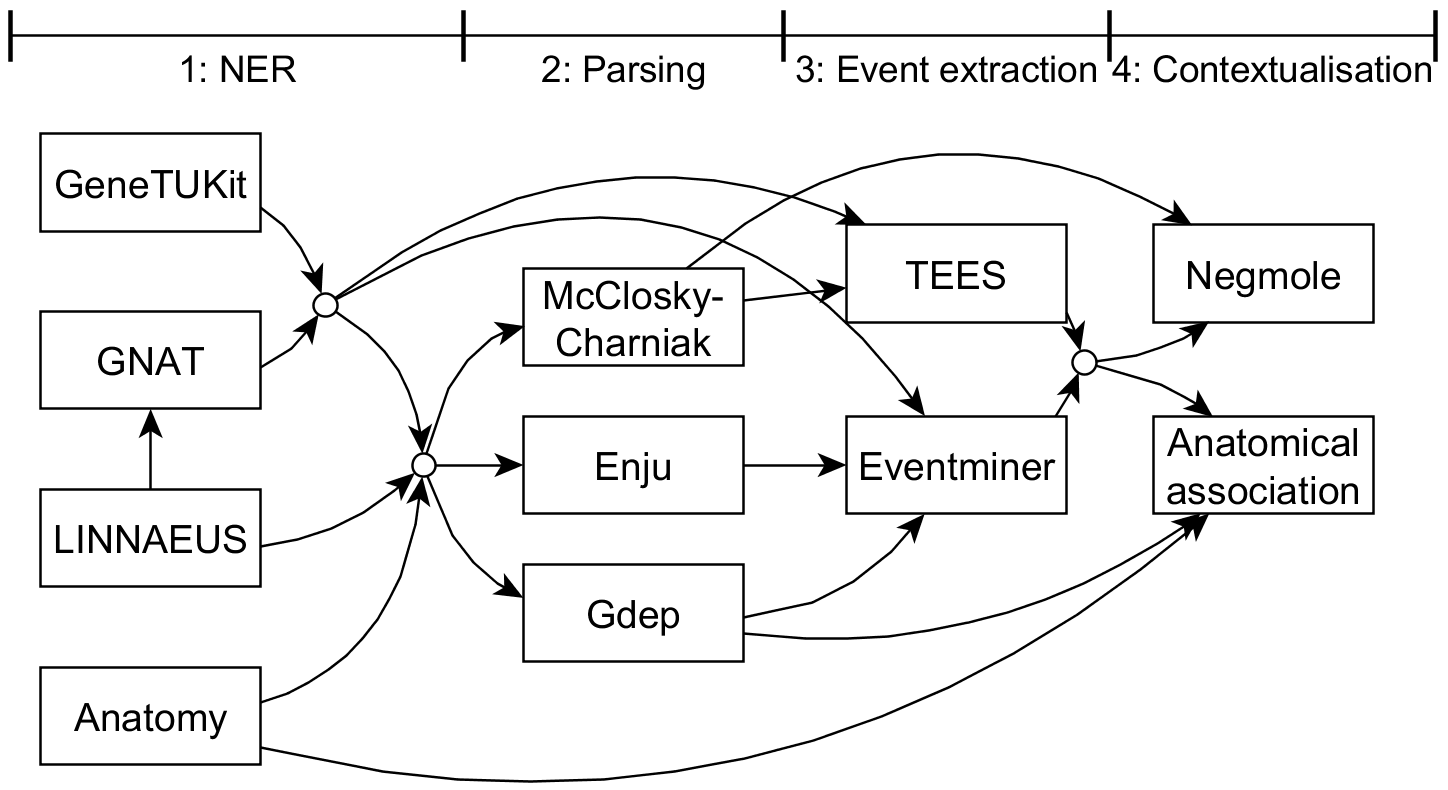 1: NER
2: Parsing
3: Event extraction
4: Contextualisation
GeneTUKit
GNAT
LINNAEUS
Anatomy
McClosky-
Charniak
Enju
Gdep
TEES
Eventminer
Negmole
Anatomical
association